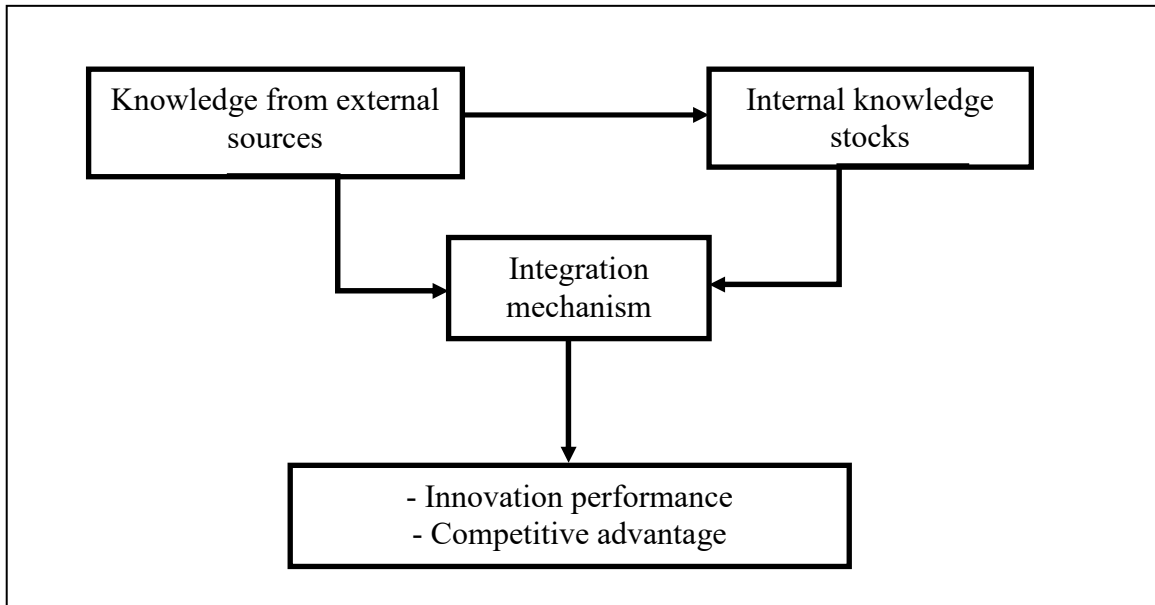 Knowledge from external
sources
Internal knowledge
stocks
Integration
mechanism
- Innovation performance
- Competitive advantage